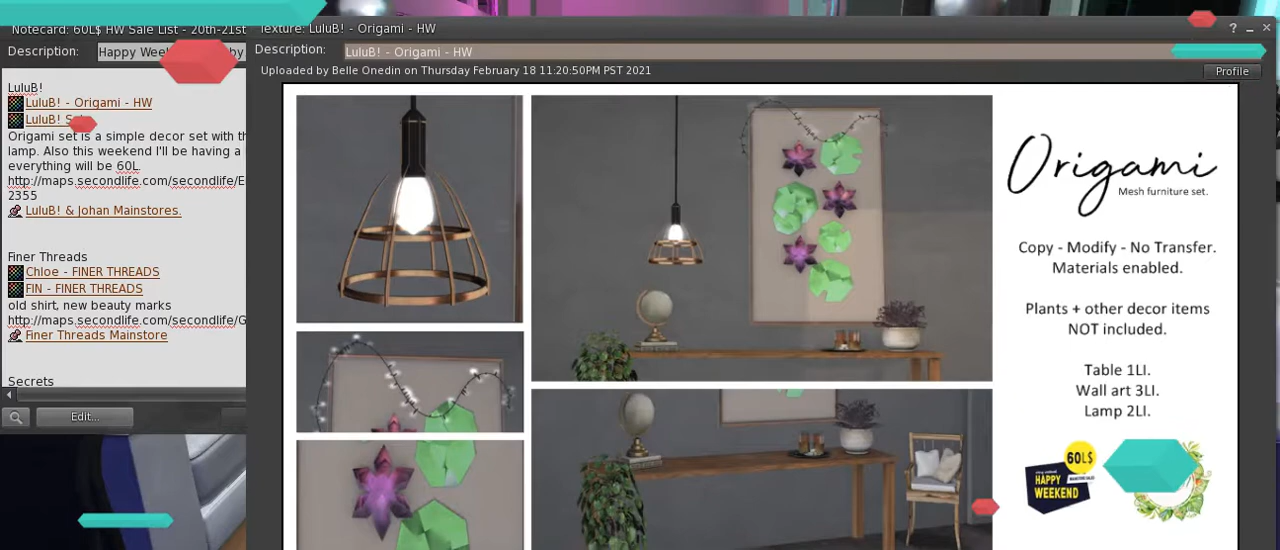 Notecard: 60L$ HW Sale List - 20th-21st
Description:
Happy Wee by
LuluB!
LuluB! - Origami - HW
LuluB!
Origami set is a simple decor set with th
lamp. Also this weekend I'll be having a
everything will be 60L
http://maps.secondlife.com/secondlife/E
2355
LuluB! & Johan Mainstores.
Finer Threads
Chloe - FINER THREADS
FIN - FINER THREADS
old shirt, new beauty marks
http://maps.secondlife.com/secondlife/G
Finer Threads Mainstore
Secrets
Edit...
Texture: LuluB! - Origami - HW
Description:
LuluB! - Origami - HW
Uploaded by Belle Onedin on Thursday February 18 11:20:50PM PST 2021
Profile
Origami
Mesh furniture set.
Copy - Modify - No Transfer.
Materials enabled.
Plants + other decor items
NOT included.
Table 1LI.
Wall art 3LI.
Lamp 2LI.
60L$
HAPPY
WEEKEND